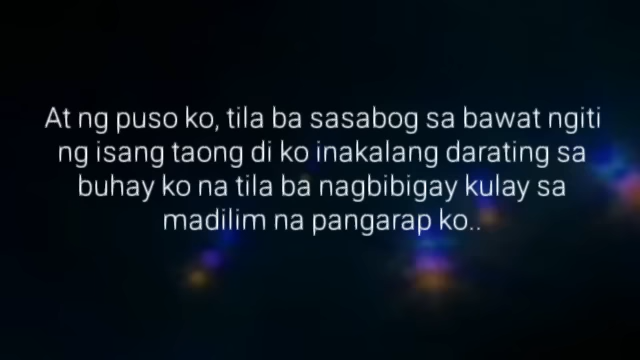 At ng puso ko, tila ba sasabog sa bawat ngiti
ng isang taong di ko inakalang darating sa
buhay ko na tila ba nagbibigay kulay sa
madilim na pangarap ko..